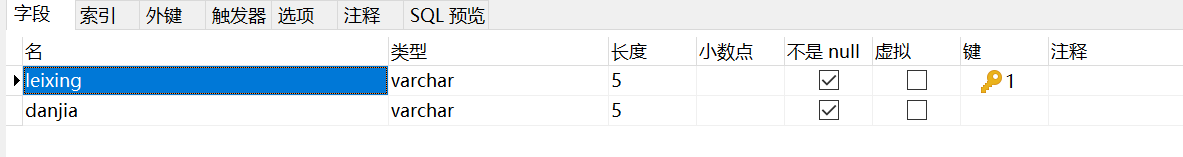 字段 索引 外键 触发器 选项 注释 SQL 预览
名 类型 长度 小数点 不是 null 虚拟 键 注释
leixing varchar 5 1
danjia varchar 5